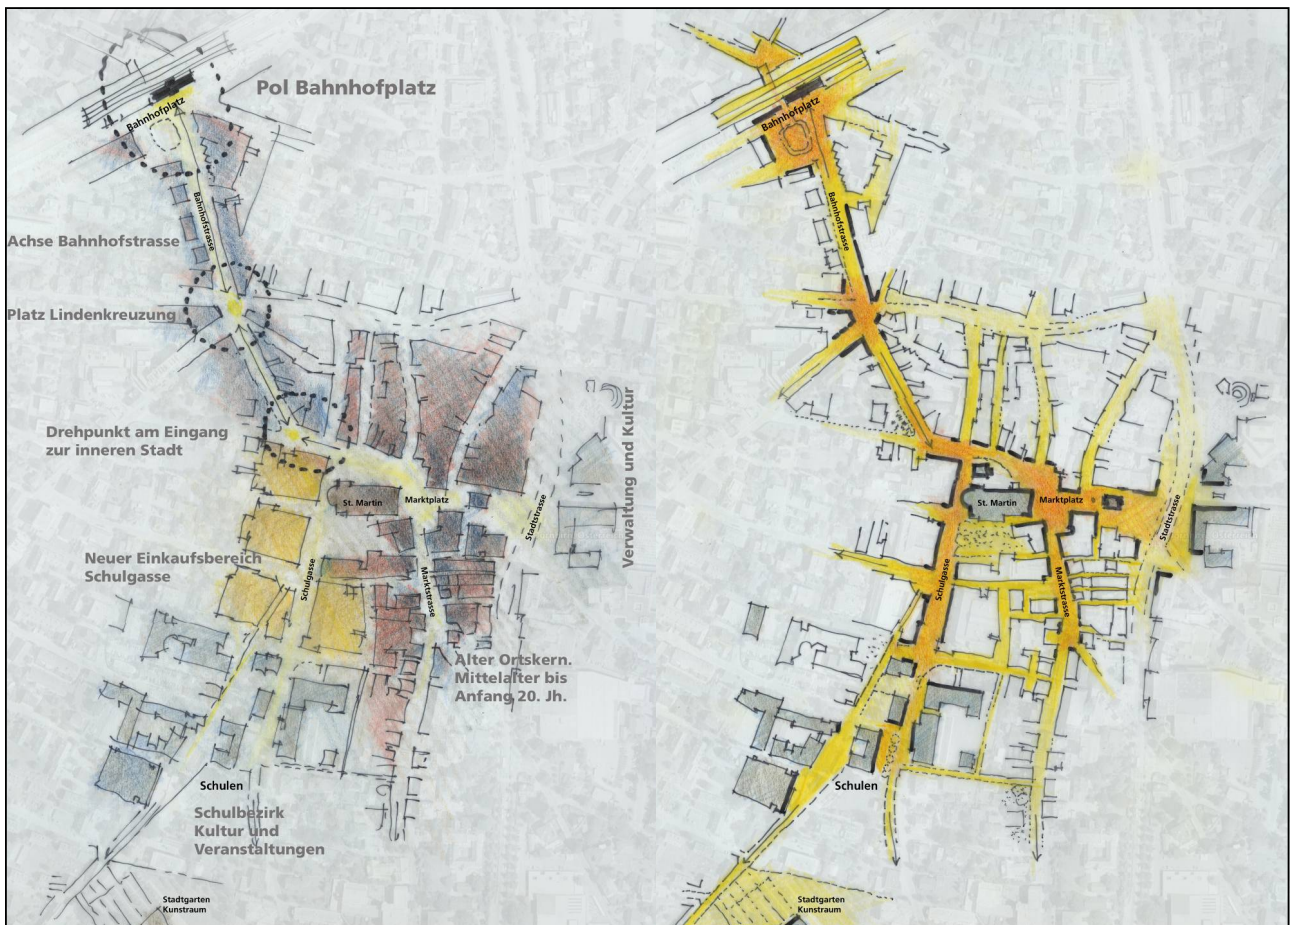 Pol Bahnhofplatz
Bahnhofplatz
Bahnhofstrasse
Achse Bahnhofstrasse
Platz Lindenkreuzung
Drehpunkt am Eingang
zur inneren Stadt
St. Martin
Marktplatz
Stadtstrasse
Verwaltung und Kultur
Neuer Einkaufsbereich
Schulgasse
Schulgasse
Marktstrasse
Alter Ortskern.
Mittelalter bis
Anfang 20. Jh.
Schulen
Schulbezirk
Kultur und
Veranstaltungen
Stadtgarten
Kunstraum
Bahnhofplatz
Bahnhofstrasse
St. Martin
Marktplatz
Stadtstrasse
Schulgasse
Marktstrasse
Schulen
Stadtgarten
Kunstraum